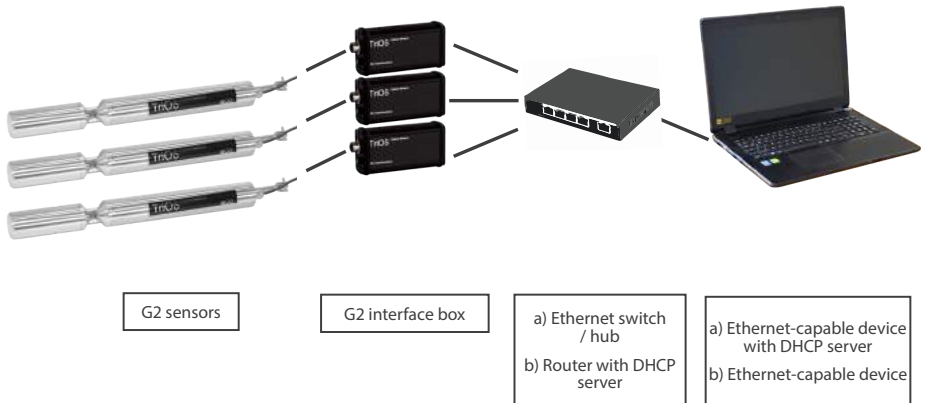 TriOS
TriOS
TriOS
TriOS
TriOS
TriOS
G2 sensors
G2 interface box
a) Ethernet switch
/ hub
b) Router with DHCP
server
a) Ethernet-capable device
with DHCP server
b) Ethernet-capable device